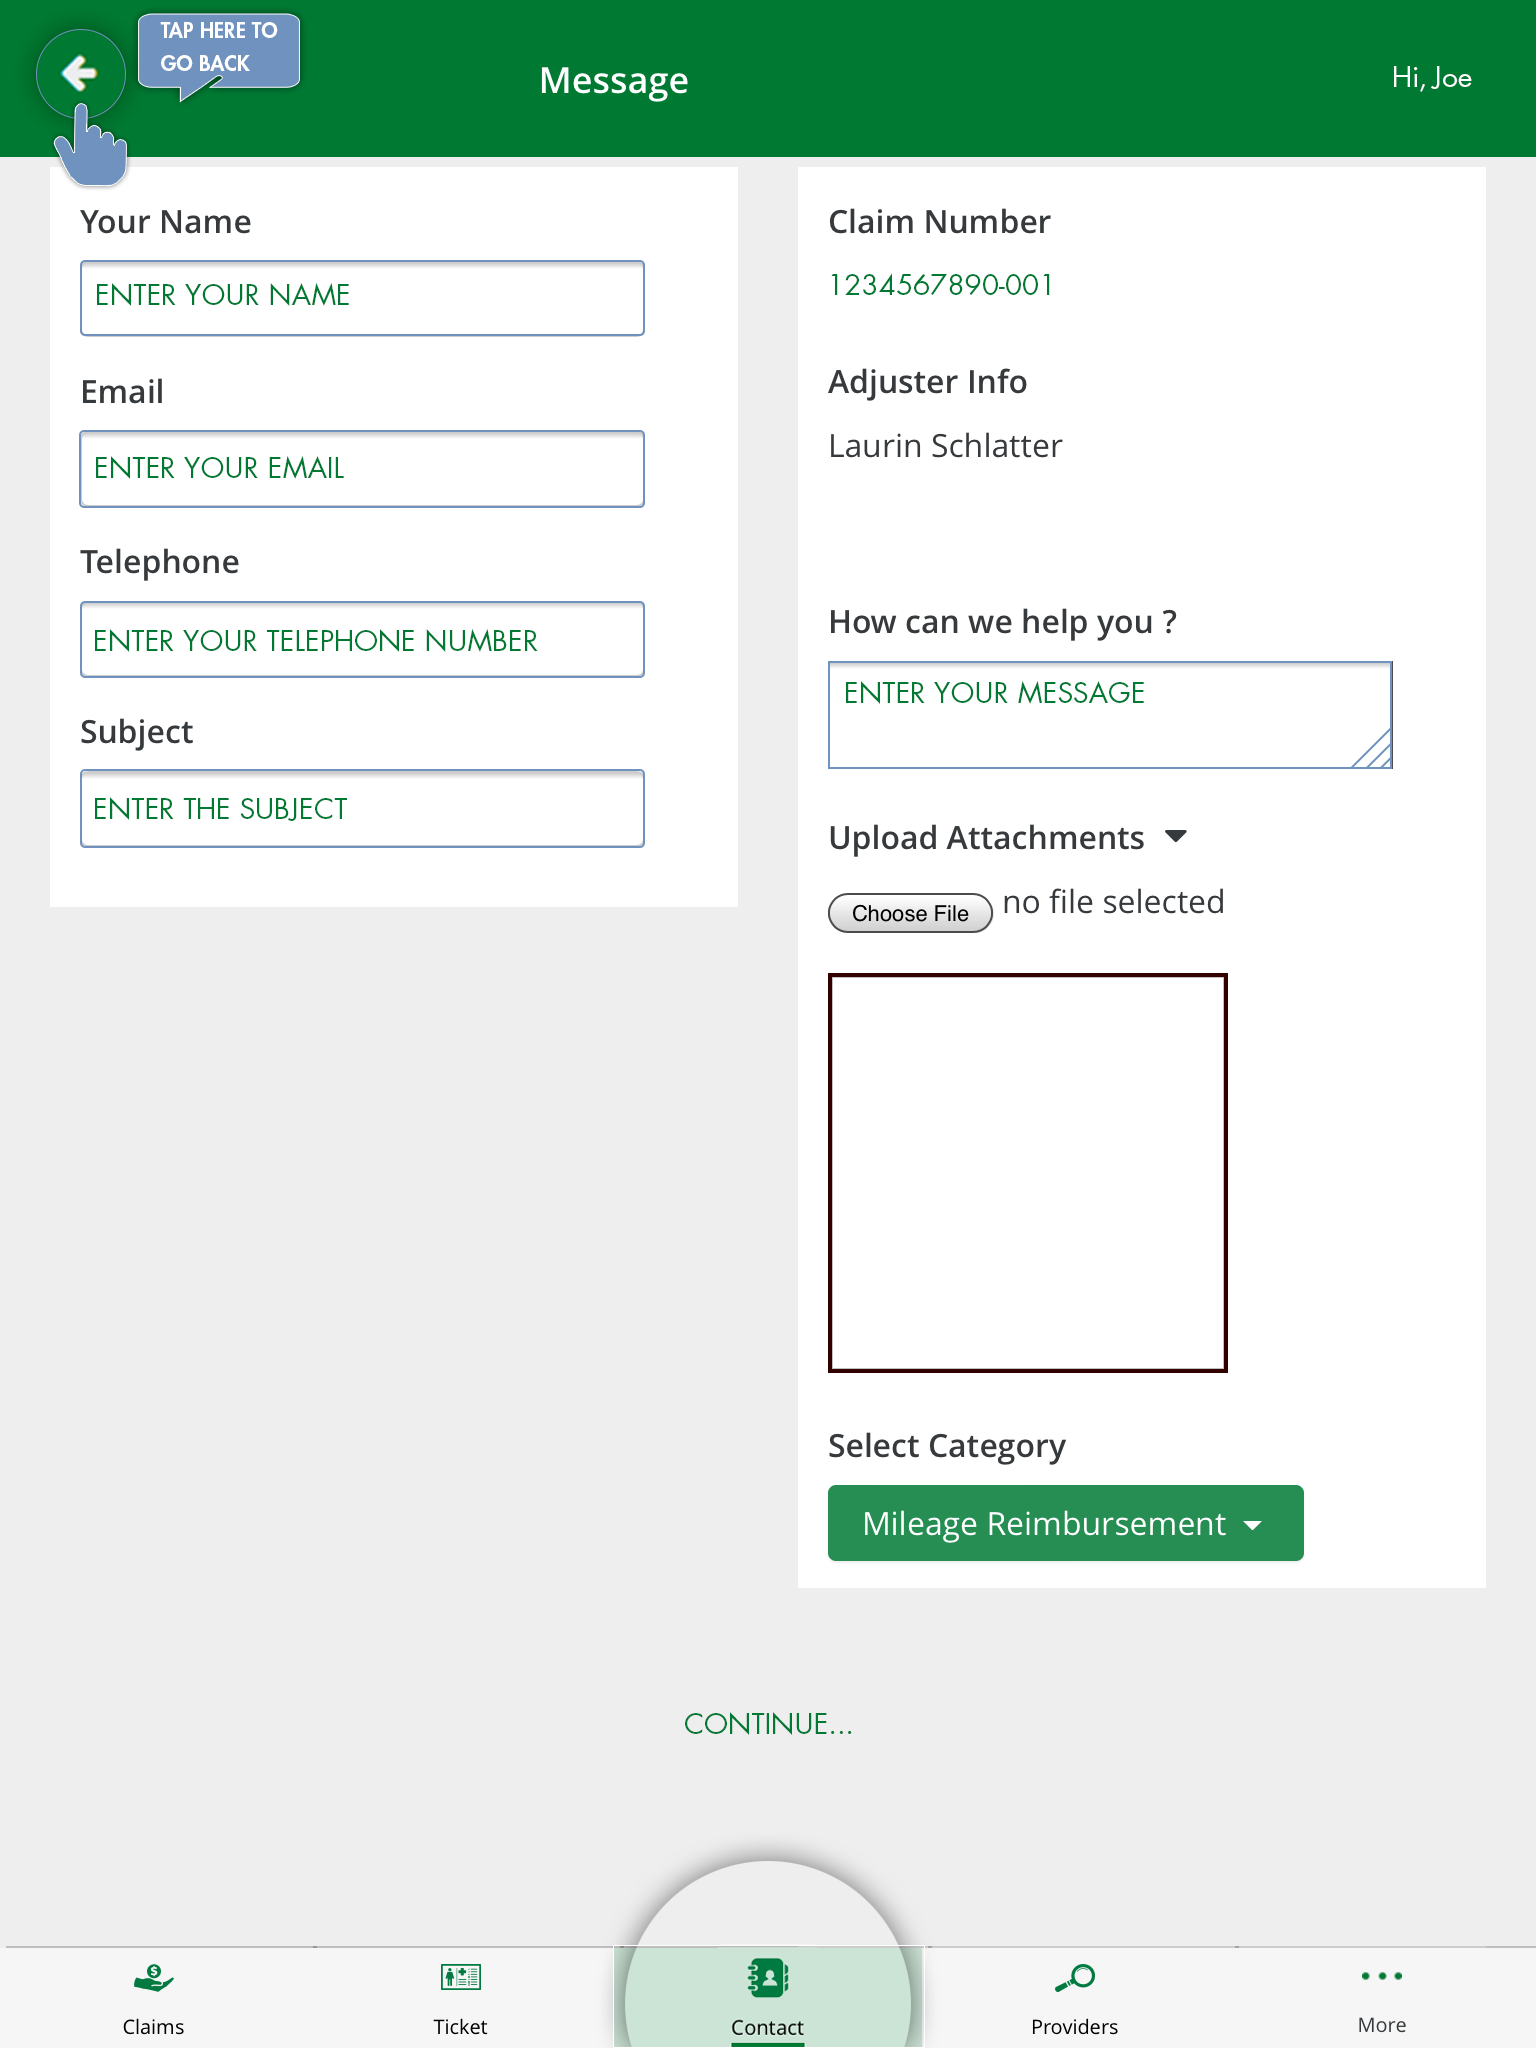 TAP HERE TO
GO BACK
Message
Hi, Joe
Your Name
ENTER YOUR NAME
Email
ENTER YOUR EMAIL
Telephone
ENTER YOUR TELEPHONE NUMBER
Subject
ENTER THE SUBJECT
Claim Number
1234567890-001
Adjuster Info
Laurin Schlatter
How can we help you ?
ENTER YOUR MESSAGE
Upload Attachments
Choose File no file selected
Select Category
Mileage Reimbursement
CONTINUE...
Claims
Ticket
Contact
Providers
More